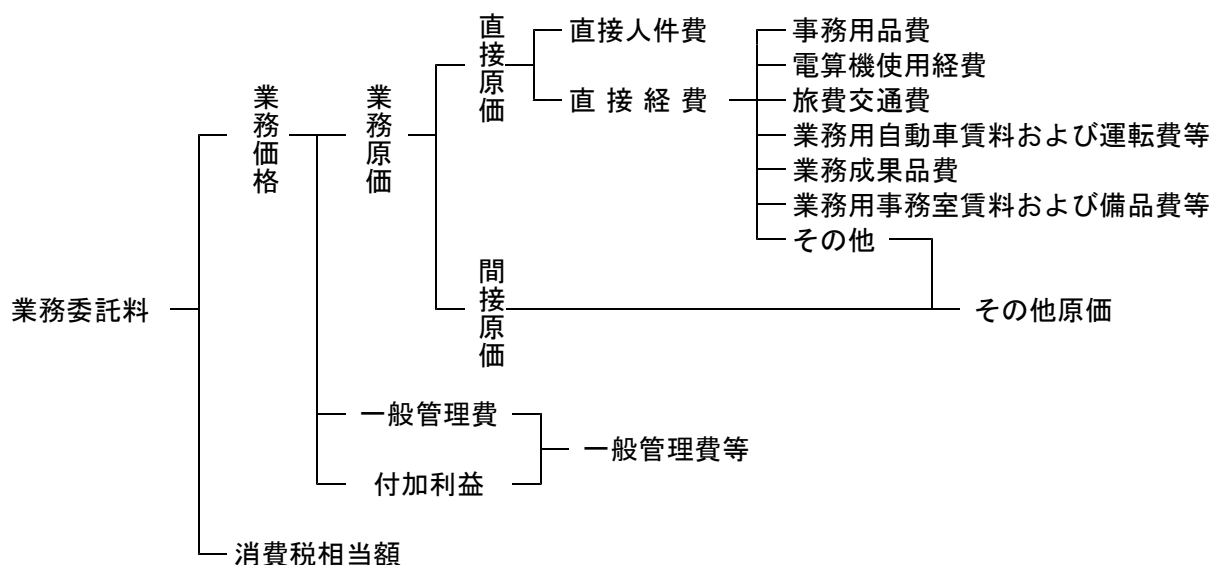 業務委託料
業務価格
業務原価
直接原価
直接人件費
直接経費
事務用品費
電算機使用経費
旅費交通費
業務用自動車賃料および運転費等
業務成果品費
業務用事務室賃料および備品費等
その他
間接原価
その他原価
一般管理費
付加利益
一般管理費等
消費税相当額